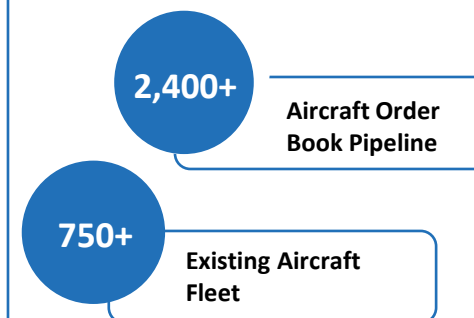 2,400+
Aircraft Order
Book Pipeline
750+
Existing Aircraft
Fleet